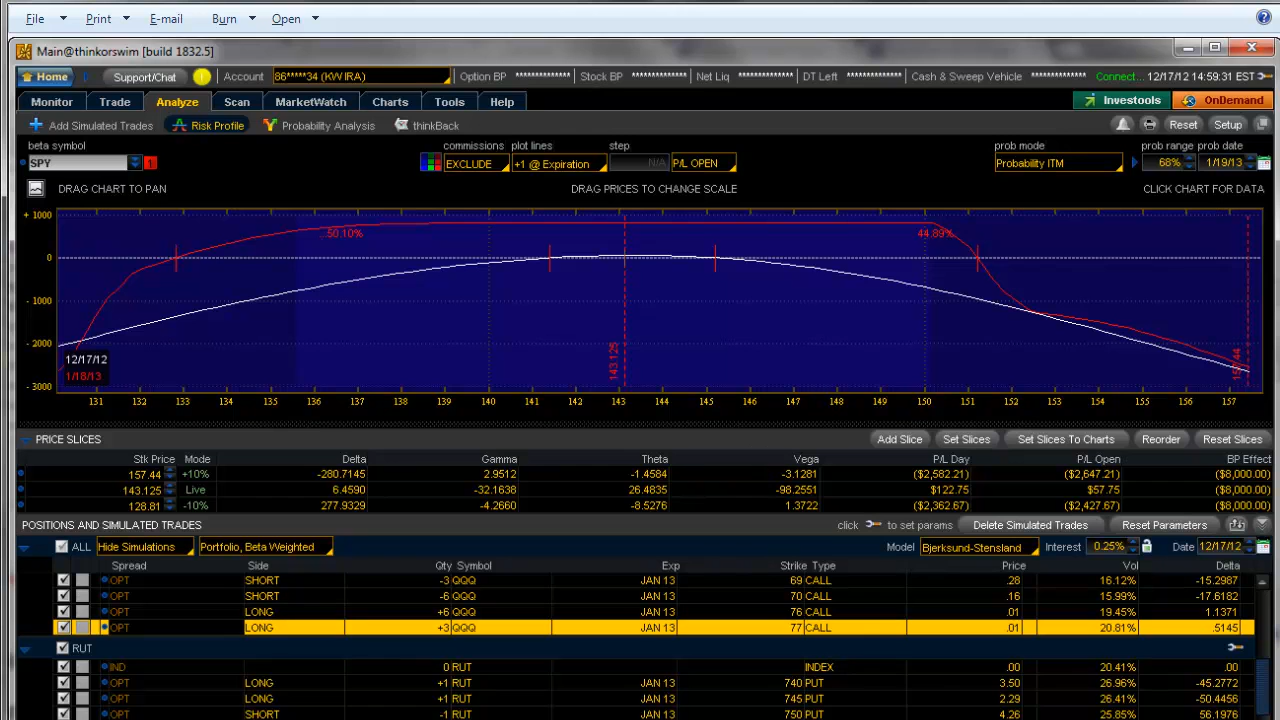 File Print E-mail Burn Open
Main@thinkorswim [build 1832.5]
Home Support/Chat Account 86*****34 (KW IRA) Option BP ************** Stock BP ************** Net Liq ************** DT Left ************** Cash & Sweep Vehicle ************** Connect... 12/17/12 14:59:31 EST
Monitor Trade Analyze Scan MarketWatch Charts Tools Help Investools OnDemand
Add Simulated Trades Risk Profile Probability Analysis thinkBack Reset Setup
beta symbol commissions plot lines step prob mode prob range prob date
SPY 1 EXCLUDE +1 @ Expiration N/A P/L OPEN Probability ITM 68% 1/19/13
DRAG CHART TO PAN DRAG PRICES TO CHANGE SCALE CLICK CHART FOR DATA
+ 1000
50.10% 44.89%
0
- 1000
- 2000
143.125 157.44
12/17/12
1/18/13
- 3000
131 132 133 134 135 136 137 138 139 140 141 142 143 144 145 146 147 148 149 150 151 152 153 154 155 156 157
PRICE SLICES Add Slice Set Slices Set Slices To Charts Reorder Reset Slices
Stk Price Mode Delta Gamma Theta Vega P/L Day P/L Open BP Effect
157.44 +10% -280.7145 2.9512 -1.4584 -3.1281 ($2,582.21) ($2,647.21) ($8,000.00)
143.125 Live 6.4590 -32.1638 26.4835 -98.2551 $122.75 $57.75 ($8,000.00)
128.81 -10% 277.9329 -4.2660 -8.5276 1.3722 ($2,362.67) ($2,427.67) ($8,000.00)
POSITIONS AND SIMULATED TRADES click to set params Delete Simulated Trades Reset Parameters
ALL Hide Simulations Portfolio, Beta Weighted Model Bjerksund-Stensland Interest 0.25% Date 12/17/12
Spread Side Qty Symbol Exp Strike Type Price Vol Delta
OPT SHORT -3 QQQ JAN 13 69 CALL .28 16.12% -15.2987
OPT SHORT -6 QQQ JAN 13 70 CALL .16 15.99% -17.6182
OPT LONG +6 QQQ JAN 13 76 CALL .01 19.45% 1.1371
OPT LONG +3 QQQ JAN 13 77 CALL .01 20.81% .5145
RUT
IND 0 RUT INDEX .00 20.41% .00
OPT LONG +1 RUT JAN 13 740 PUT 3.50 26.96% -45.2772
OPT LONG +1 RUT JAN 13 745 PUT 2.29 26.41% -50.4456
OPT SHORT -1 RUT JAN 13 750 PUT 4.26 25.85% 56.1976